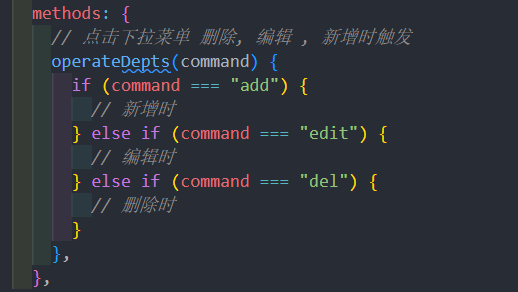 methods: {
// 点击下拉菜单 删除, 编辑 , 新增时触发
operateDepts(command) {
if (command === "add") {
// 新增时
} else if (command === "edit") {
// 编辑时
} else if (command === "del") {
// 删除时
}
},
},